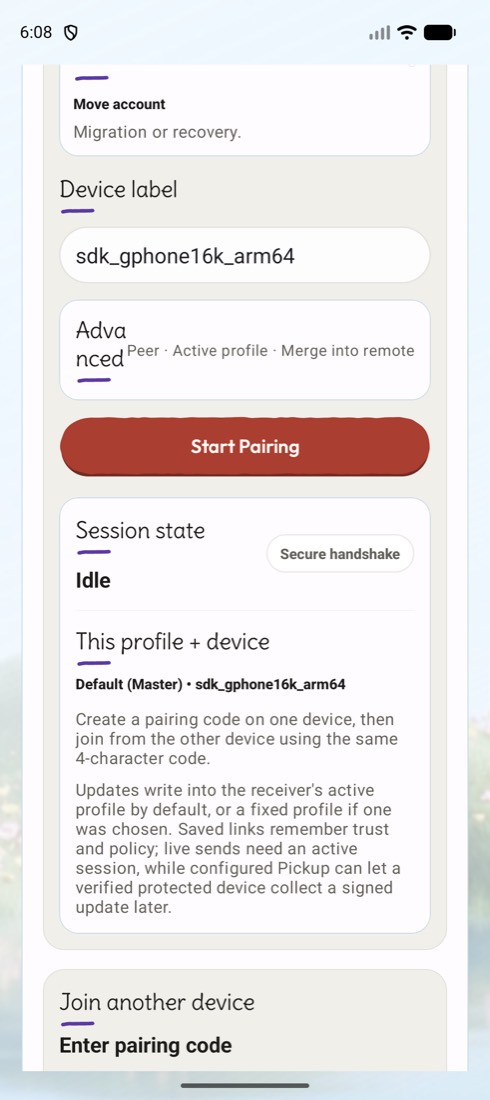 6:08
Move account
Migration or recovery.
Device label
sdk_gphone16k_arm64
Adva
nced
Peer · Active profile · Merge into remote
Start Pairing
Session state
Secure handshake
Idle
This profile + device
Default (Master) • sdk_gphone16k_arm64
Create a pairing code on one device, then
join from the other device using the same
4-character code.
Updates write into the receiver's active
profile by default, or a fixed profile if one
was chosen. Saved links remember trust
and policy; live sends need an active
session, while configured Pickup can let a
verified protected device collect a signed
update later.
Join another device
Enter pairing code